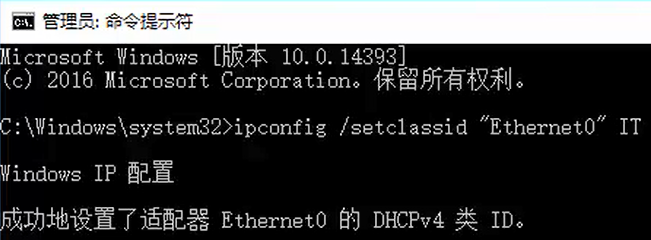 管理员: 命令提示符
Microsoft Windows [版本 10.0.14393]
(c) 2016 Microsoft Corporation。保留所有权利。
C:\Windows\system32>ipconfig /setclassid "Ethernet0" IT
Windows IP 配置
成功地设置了适配器 Ethernet0 的 DHCPv4 类 ID。